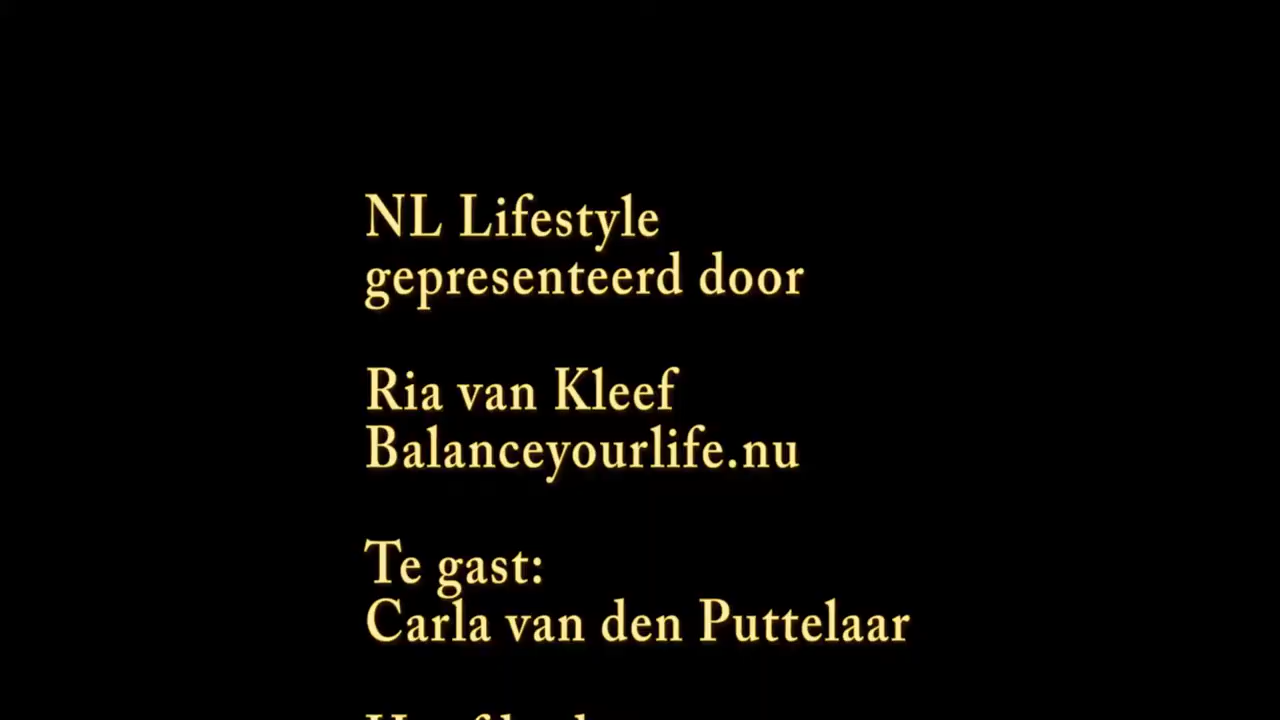 NL Lifestyle
gepresenteerd door
Ria van Kleef
Balanceyourlife.nu
Te gast:
Carla van den Puttelaar